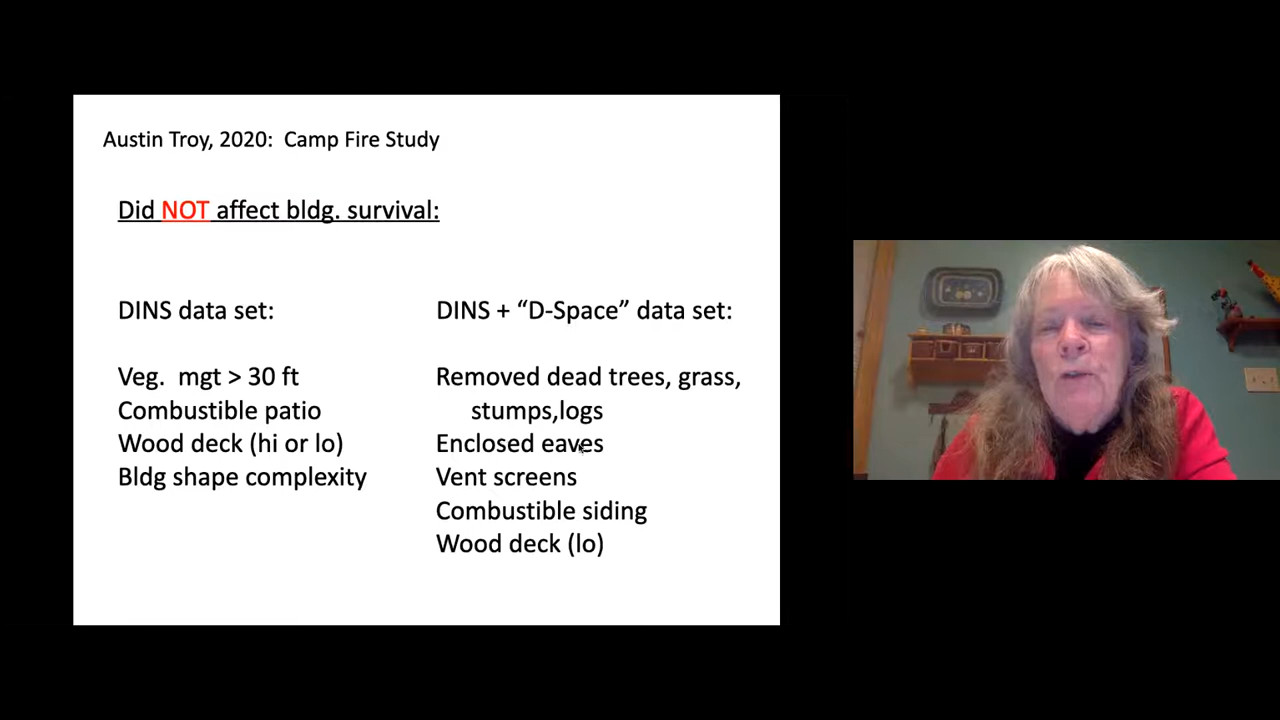 Austin Troy, 2020: Camp Fire Study
Did NOT affect bldg. survival:
DINS data set:
Veg. mgt > 30 ft
Combustible patio
Wood deck (hi or lo)
Bldg shape complexity
DINS + “D-Space” data set:
Removed dead trees, grass,
stumps,logs
Enclosed eaves
Vent screens
Combustible siding
Wood deck (lo)